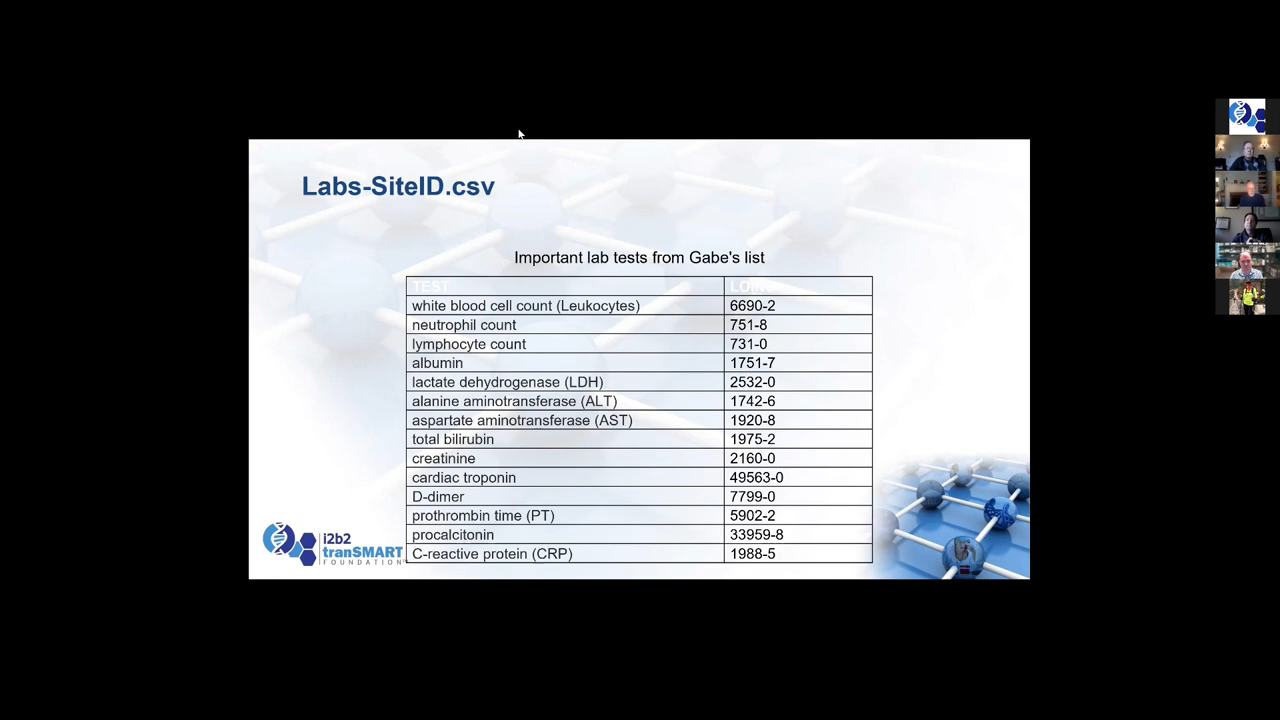 Labs-SiteID.csv
Important lab tests from Gabe's list
TEST LOINC
white blood cell count (Leukocytes) 6690-2
neutrophil count 751-8
lymphocyte count 731-0
albumin 1751-7
lactate dehydrogenase (LDH) 2532-0
alanine aminotransferase (ALT) 1742-6
aspartate aminotransferase (AST) 1920-8
total bilirubin 1975-2
creatinine 2160-0
cardiac troponin 49563-0
D-dimer 7799-0
prothrombin time (PT) 5902-2
procalcitonin 33959-8
C-reactive protein (CRP) 1988-5
i2b2
tranSMART
FOUNDATION